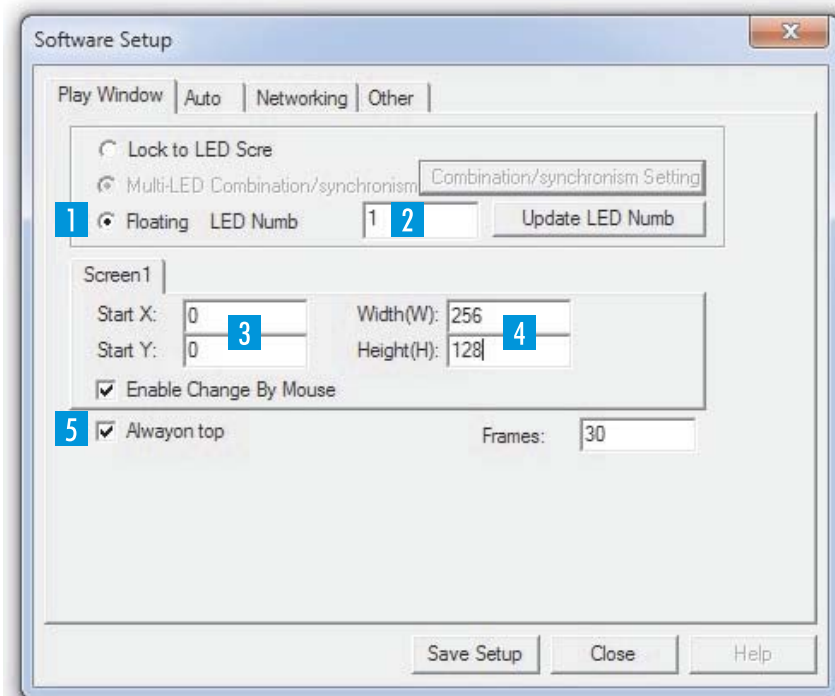 Software Setup
Play Window Auto Networking Other
Lock to LED Scre
Multi-LED Combination/synchronism Combination/synchronism Setting
1 Floating LED Numb 1 2 Update LED Numb
Screen1
Start X: 0 Width(W): 256
3 4
Start Y: 0 Height(H): 128
Enable Change By Mouse
5 Alwayon top Frames: 30
Save Setup Close Help